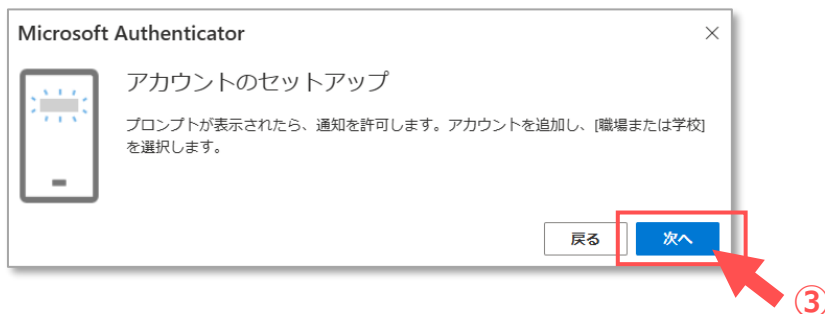 Microsoft Authenticator
アカウントのセットアップ
プロンプトが表示されたら、通知を許可します。アカウントを追加し、[職場または学校]
を選択します。
戻る 次へ
③